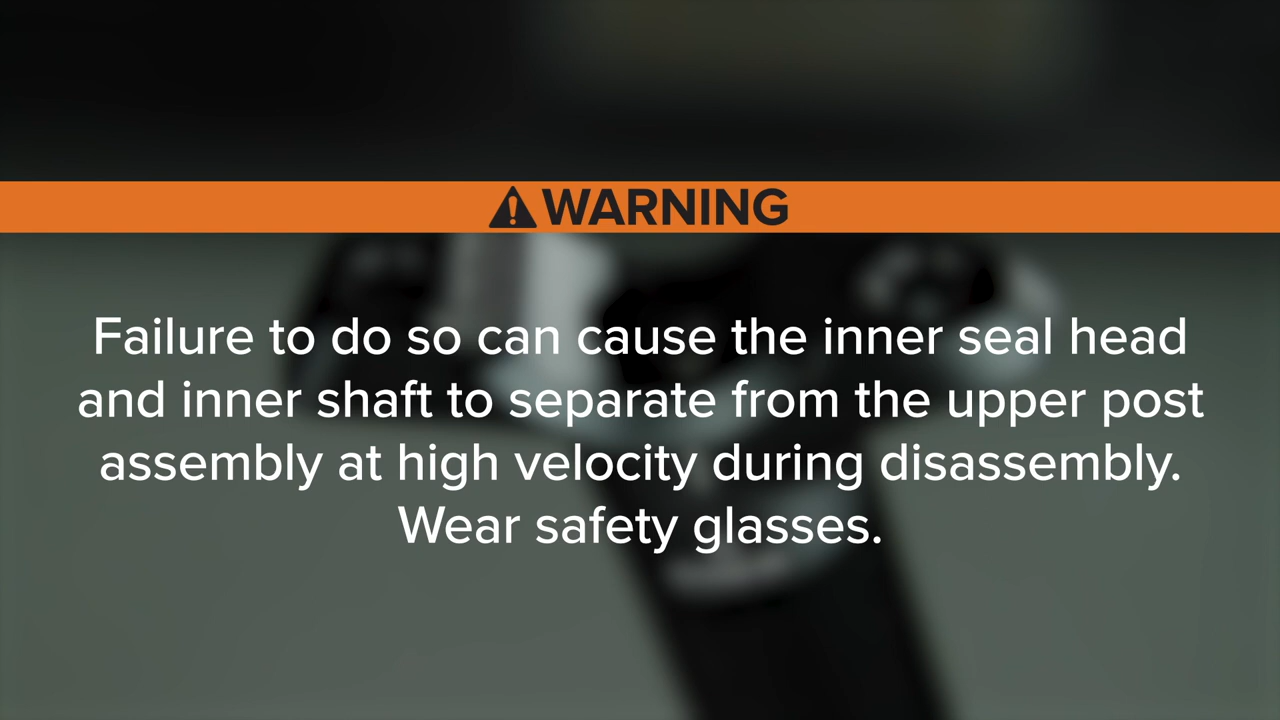 WARNING
Failure to do so can cause the inner seal head
and inner shaft to separate from the upper post
assembly at high velocity during disassembly.
Wear safety glasses.